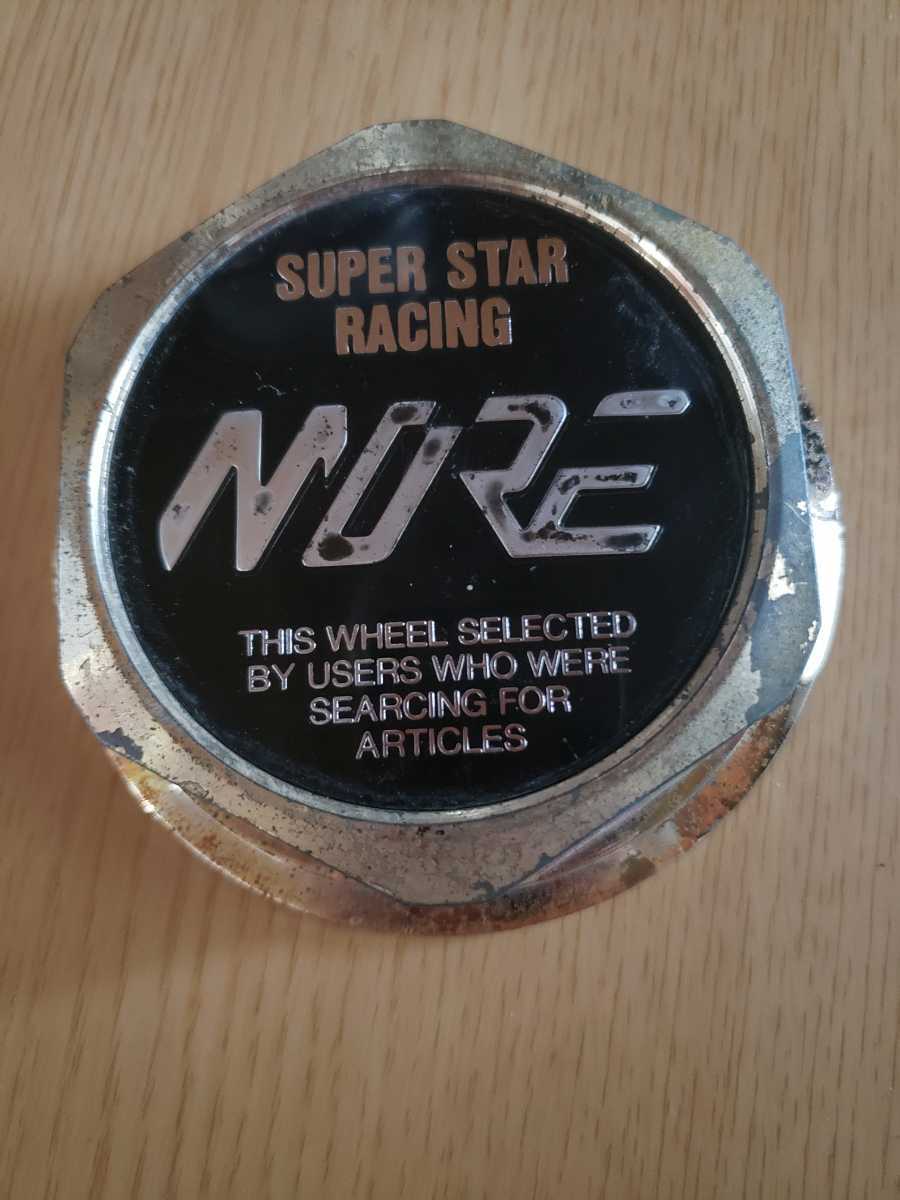 SUPER STAR
RACING
MORE
THIS WHEEL SELECTED
BY USERS WHO WERE
SEARCING FOR
ARTICLES